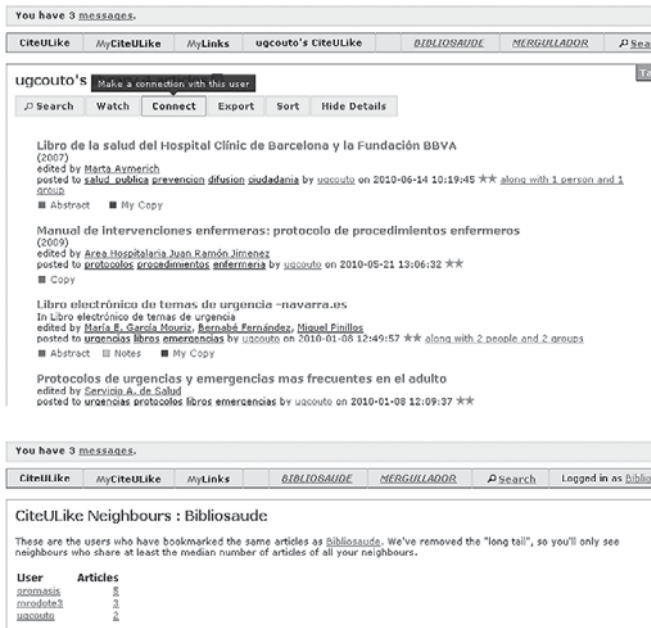 You have 3 messages.
CiteULike MyCiteULike MyLinks ugcouto's CiteULike BIBLIOSAUDE MERGULLADOR Sea
ugcouto's
Make a connection with this user
Search Watch Connect Export Sort Hide Details
Libro de la salud del Hospital Clínic de Barcelona y la Fundación BBVA
(2007)
edited by Marta Aymerich
posted to salud publica prevencion difusion ciudadania by ugcouto on 2010-06-14 10:19:45 ★★ along with 1 person and 1
group
Abstract My Copy
Manual de intervenciones enfermeras: protocolo de procedimientos enfermeros
(2009)
edited by Area Hospitalaria Juan Ramón Jimenez
posted to protocolos procedimientos enfermeria by ugcouto on 2010-05-21 13:06:32 ★★
Copy
Libro electrónico de temas de urgencia -navarra.es
In Libro electrónico de temas de urgencia
edited by María E. García Mouriz, Bernabé Fernández, Miguel Pinillos
posted to urgencias libros emergencias by ugcouto on 2010-01-08 12:49:57 ★★ along with 2 people and 2 groups
Abstract Notes My Copy
Protocolos de urgencias y emergencias mas frecuentes en el adulto
edited by Servicio A. de Salud
posted to urgencias protocolos libros emergencias by ugcouto on 2010-01-08 12:09:37 ★★
You have 3 messages.
CiteULike MyCiteULike MyLinks BIBLIOSAUDE MERGULLADOR Search Logged in as Biblio
CiteULike Neighbours : Bibliosaude
These are the users who have bookmarked the same articles as Bibliosaude. We've removed the "long tail", so you'll only see
neighbours who share at least the median number of articles of all your neighbours.
User Articles
oromasis 5
mrodote3 3
ugcouto 2